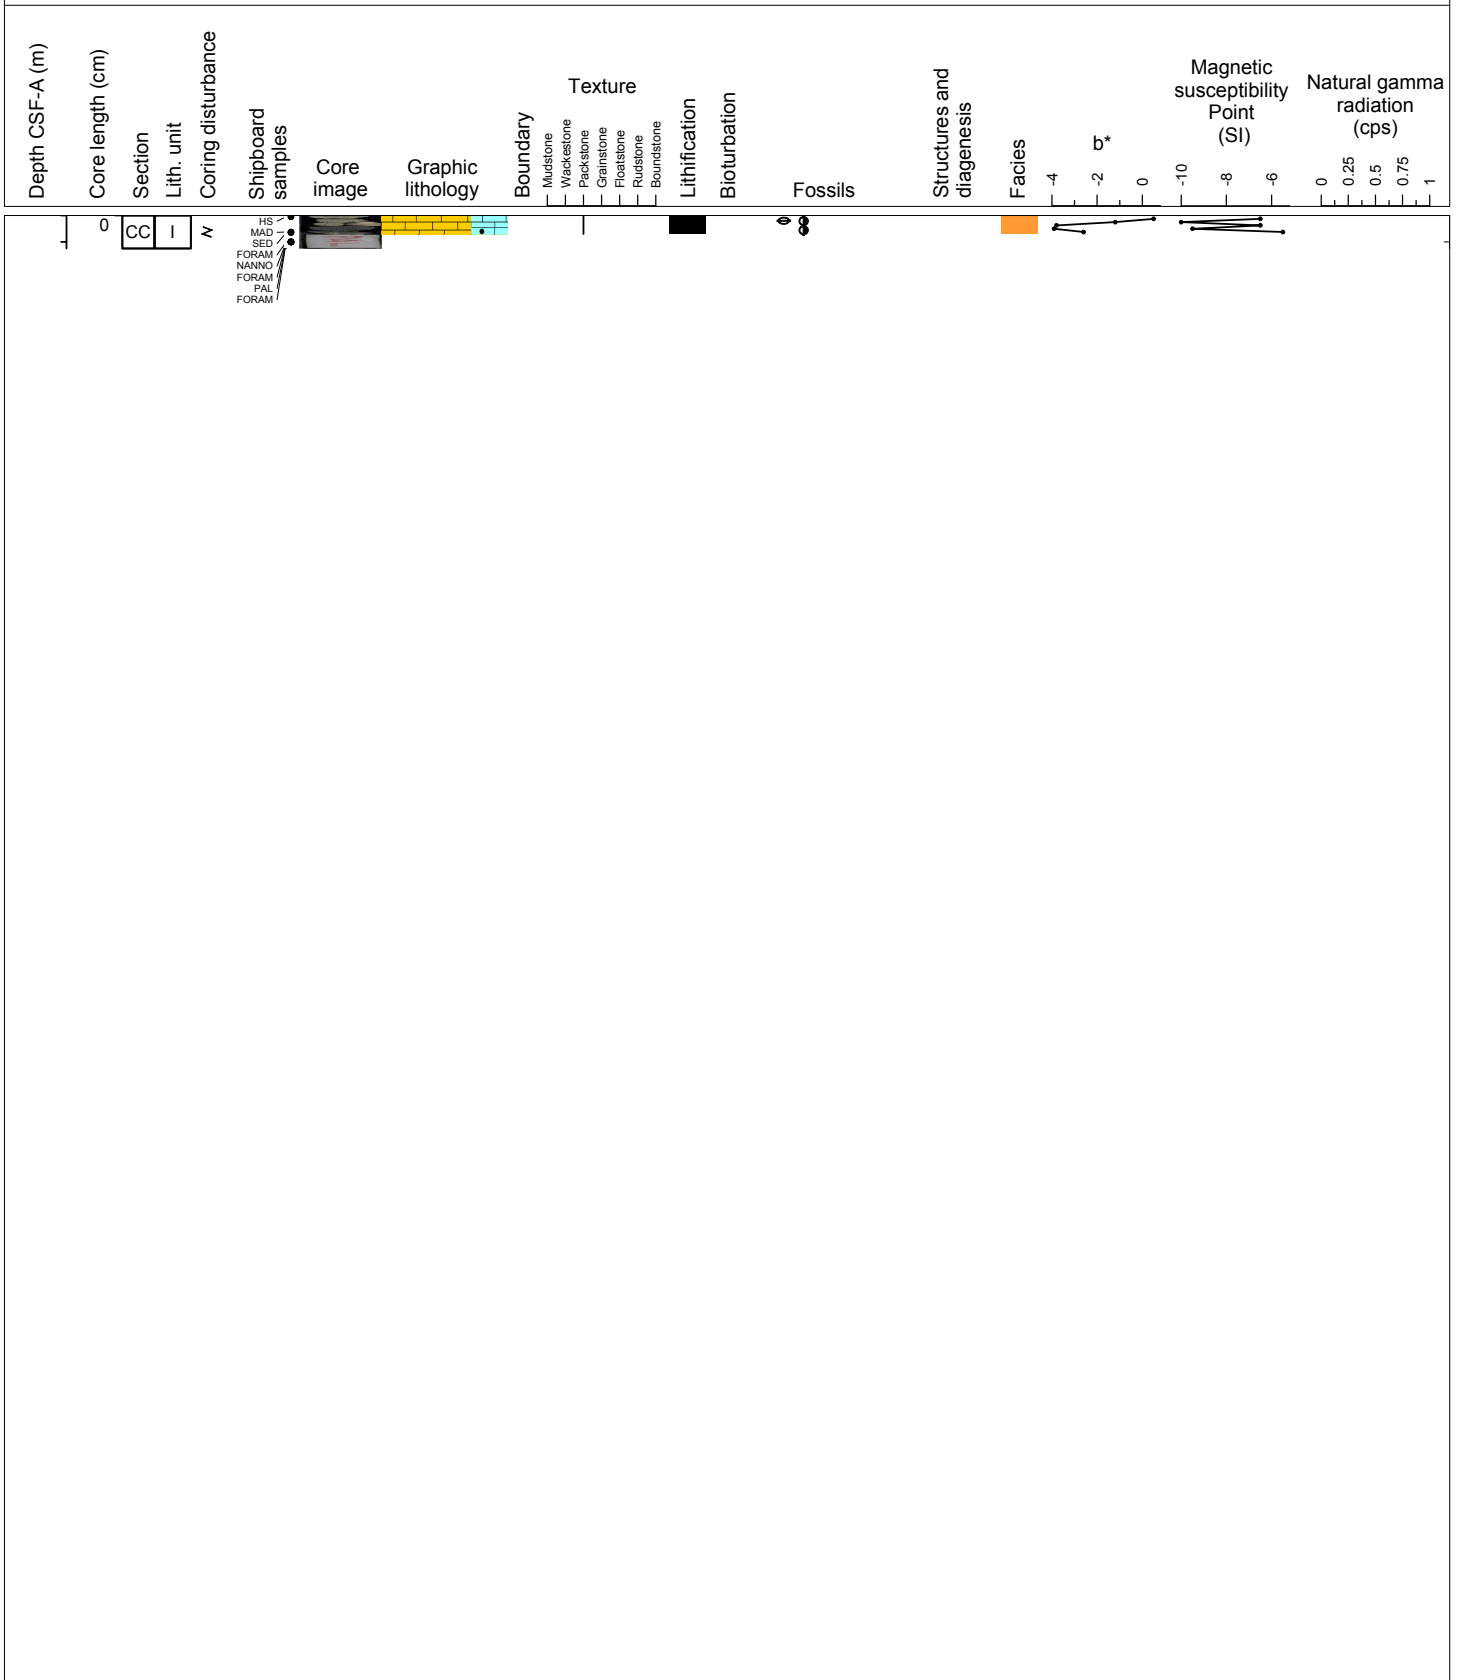 Depth CSF-A (m)
Core length (cm)
Section
Lith. unit
Coring disturbance
Shipboard
samples
Core
image
Graphic
lithology
Boundary
Texture
Mudstone
Wackestone
Packstone
Grainstone
Floatstone
Rudstone
Boundstone
Lithification
Bioturbation
Fossils
Structures and
diagenesis
Facies
b*
-4
-2
0
Magnetic
susceptibility
Point
(SI)
-10
-8
-6
Natural gamma
radiation
(cps)
0
0.25
0.5
0.75
1
0
CC
I
HS
MAD
SED
FORAM
NANNO
FORAM
PAL
FORAM